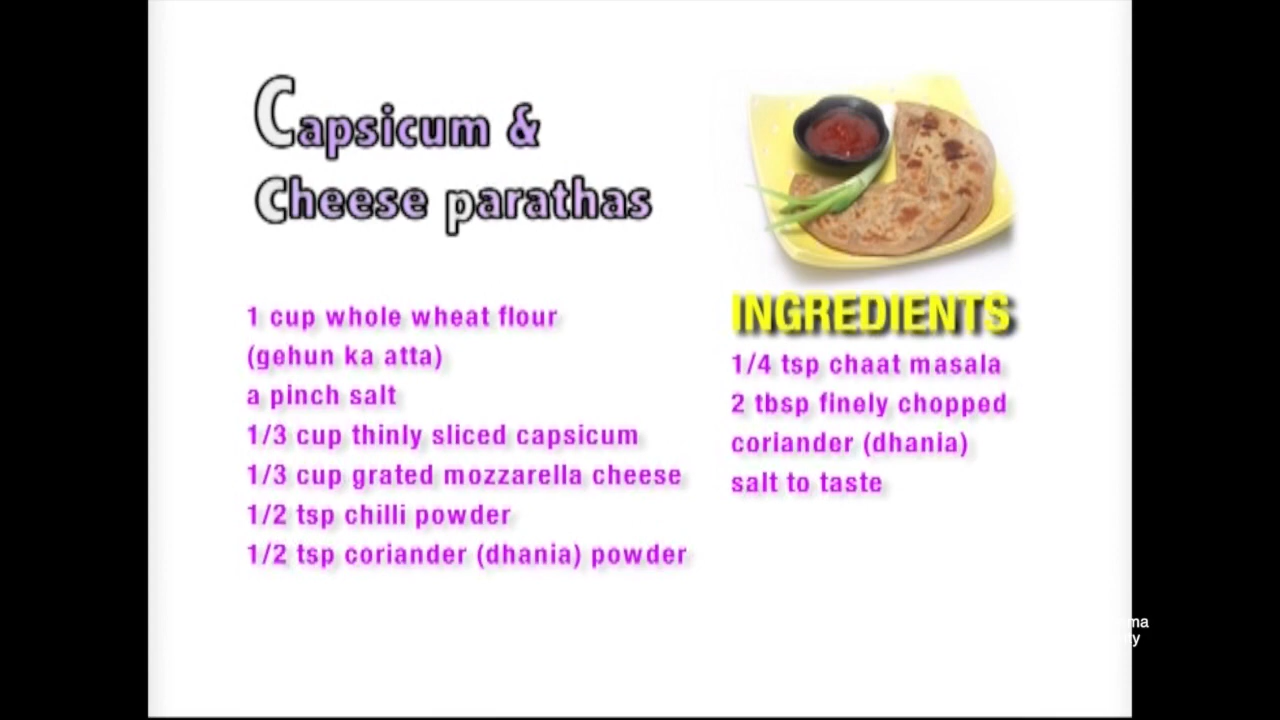 Capsicum &
Cheese parathas
1 cup whole wheat flour
(gehun ka atta)
a pinch salt
1/3 cup thinly sliced capsicum
1/3 cup grated mozzarella cheese
1/2 tsp chilli powder
1/2 tsp coriander (dhania) powder
INGREDIENTS
1/4 tsp chaat masala
2 tbsp finely chopped
coriander (dhania)
salt to taste